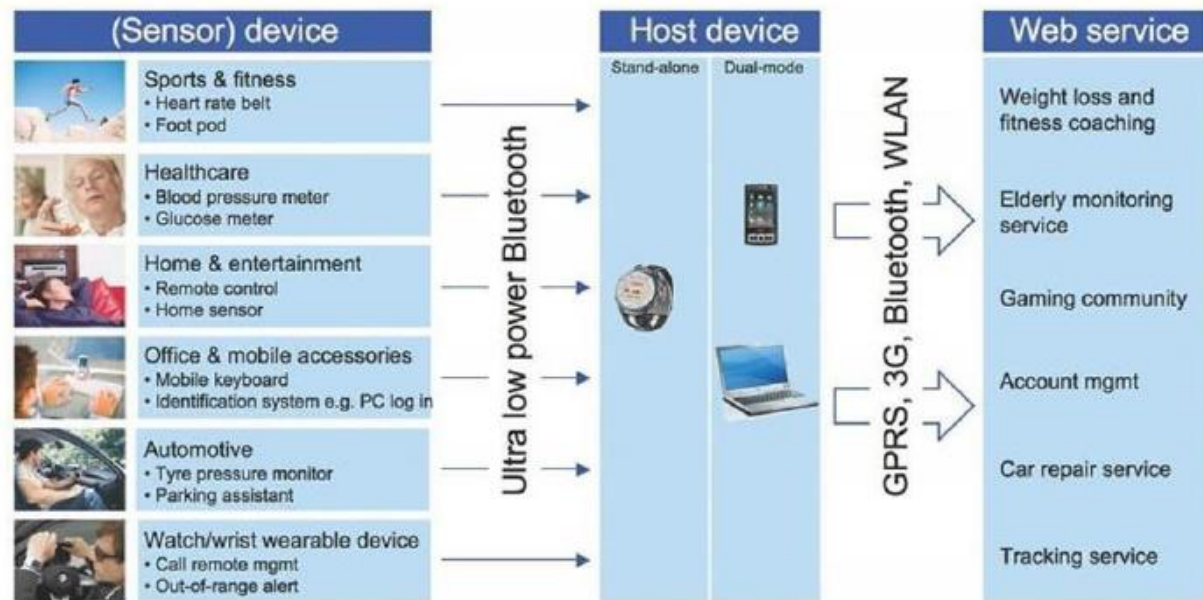 (Sensor) device
Sports & fitness
• Heart rate belt
• Foot pod
Healthcare
• Blood pressure meter
• Glucose meter
Home & entertainment
• Remote control
• Home sensor
Office & mobile accessories
• Mobile keyboard
• Identification system e.g. PC log in
Automotive
• Tyre pressure monitor
• Parking assistant
Watch/wrist wearable device
• Call remote mgmt
• Out-of-range alert
Ultra low power Bluetooth
Host device
Stand-alone
Dual-mode
GPRS, 3G, Bluetooth, WLAN
Web service
Weight loss and
fitness coaching
Elderly monitoring
service
Gaming community
Account mgmt
Car repair service
Tracking service